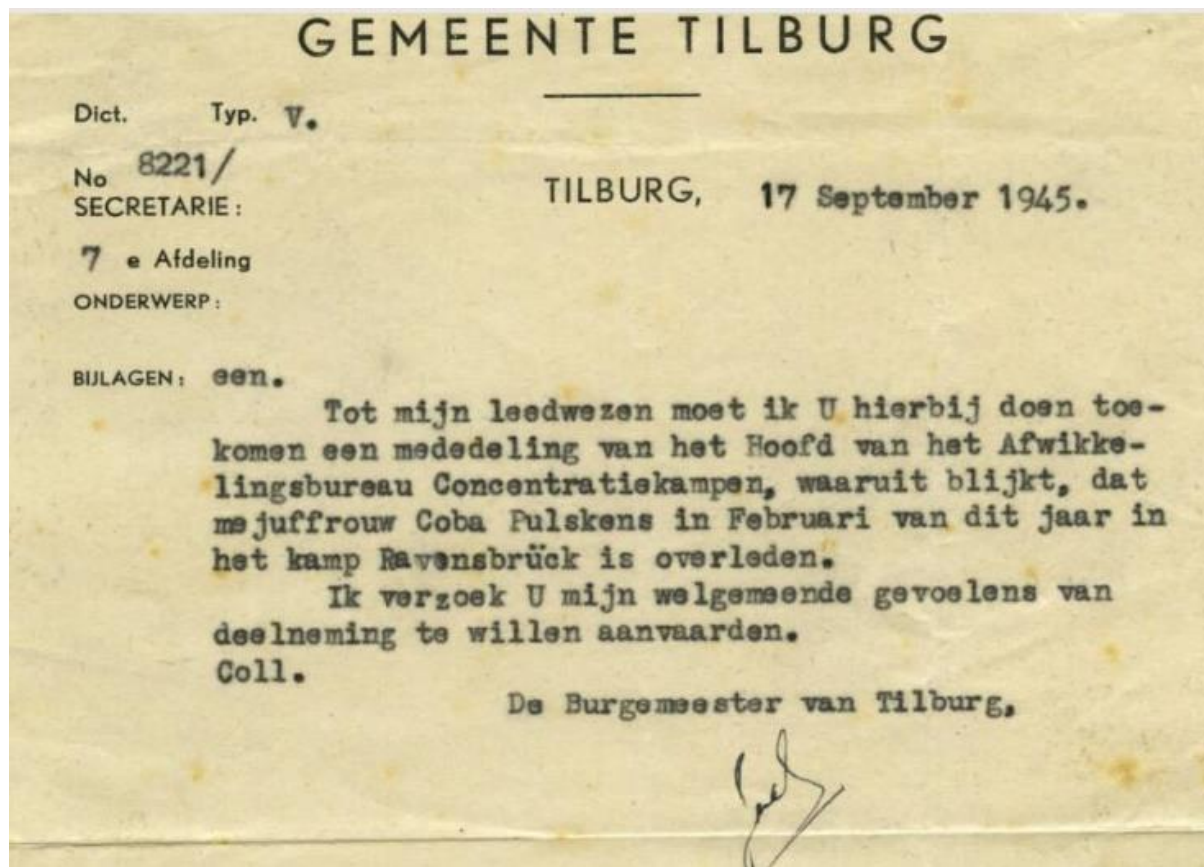 GEMEENTE TILBURG
Dict. Typ. V.
No 8221/
SECRETARIE:
TILBURG, 17 September 1945.
7 e Afdeling
ONDERWERP:
BIJLAGEN: een.
Tot mijn leedwezen moet ik U hierbij doen toe-
komen een mededeling van het Hoofd van het Afwikke-
lingsbureau Concentratiekampen, waaruit blijkt, dat
mejuffrouw Coba Pulskens in Februari van dit jaar in
het kamp Ravensbrück is overleden.
Ik verzoek U mijn welgemeende gevoelens van
deelneming te willen aanvaarden.
Coll.
De Burgemeester van Tilburg,